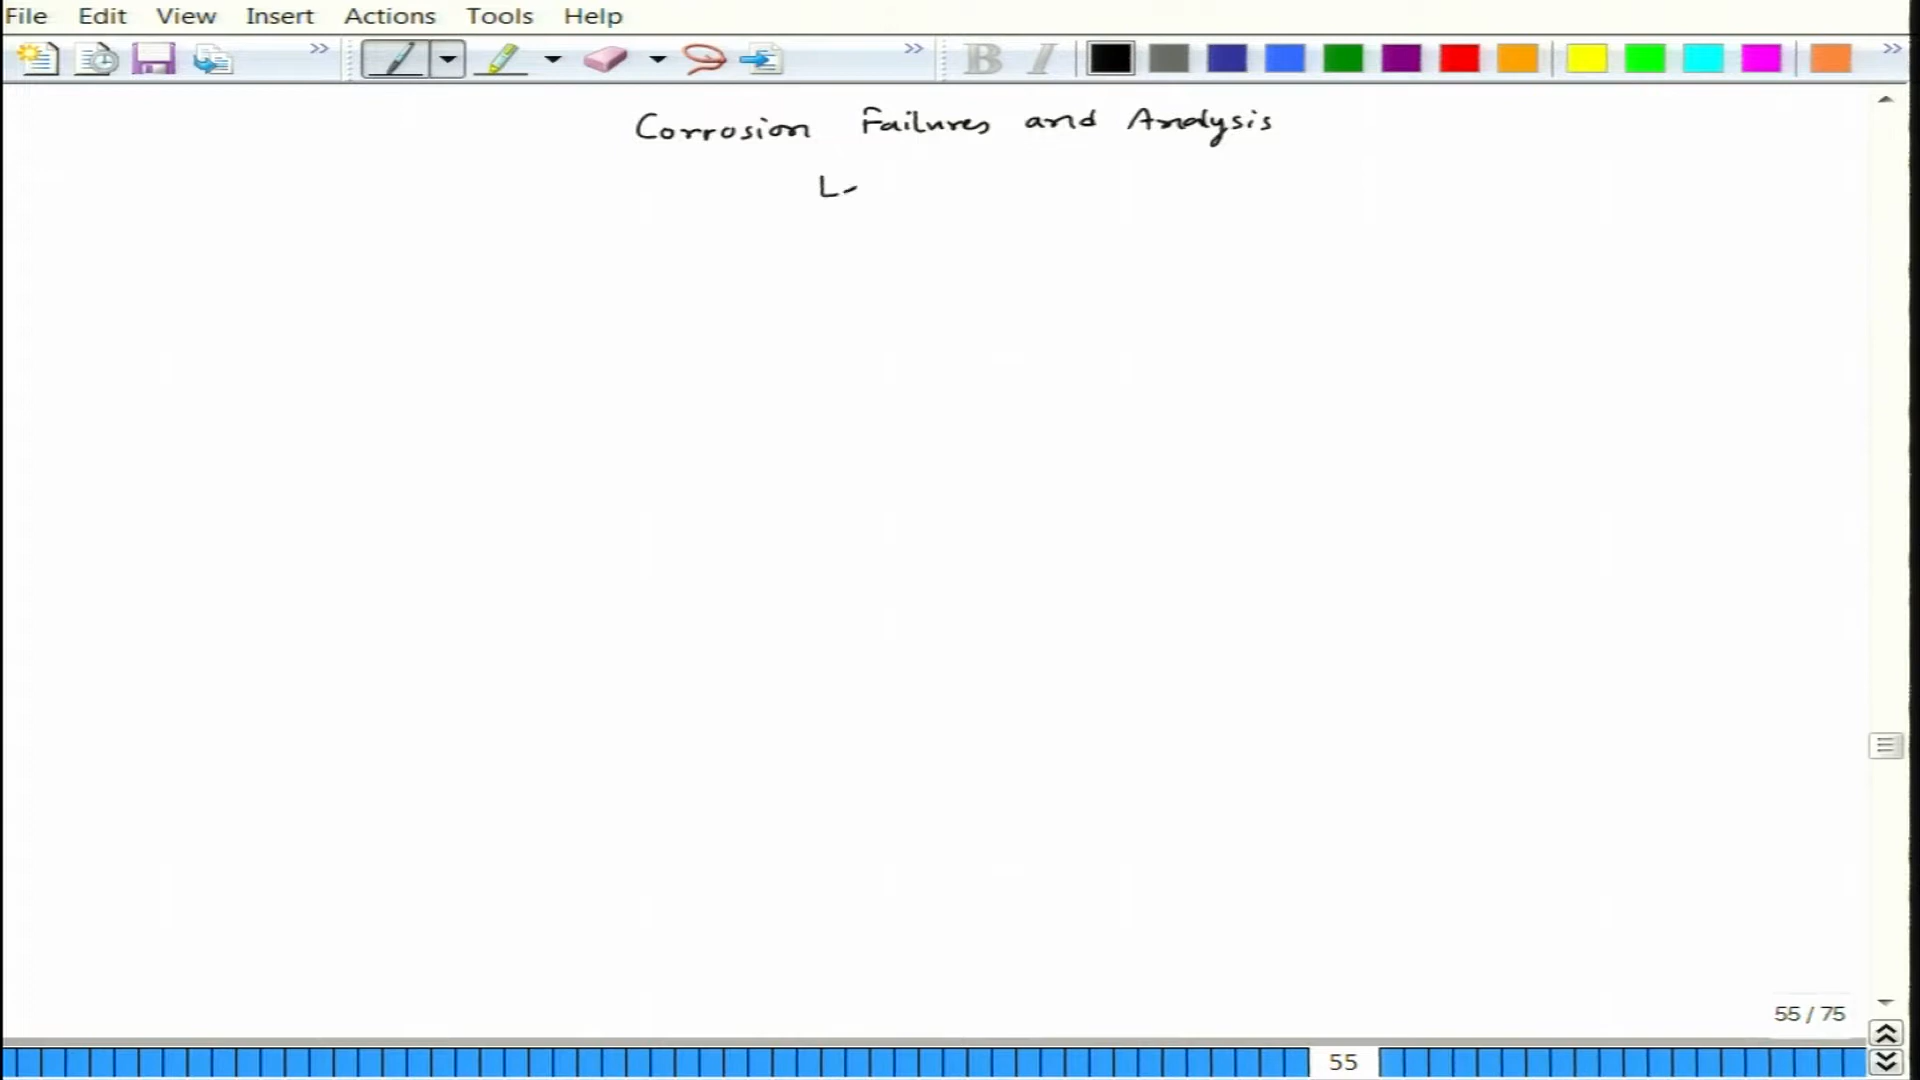 File Edit View Insert Actions Tools Help
B I
Corrosion Failures and Analysis
L-
55 / 75
55